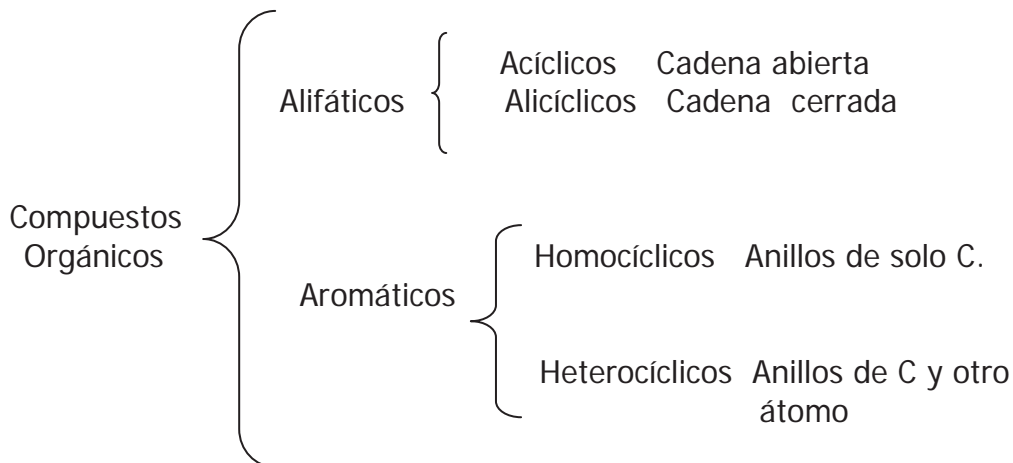 Acíclicos Cadena abierta
Alifáticos
Alicíclicos Cadena cerrada
Compuestos
Orgánicos
Homocíclicos Anillos de solo C.
Aromáticos
Heterocíclicos Anillos de C y otro
átomo